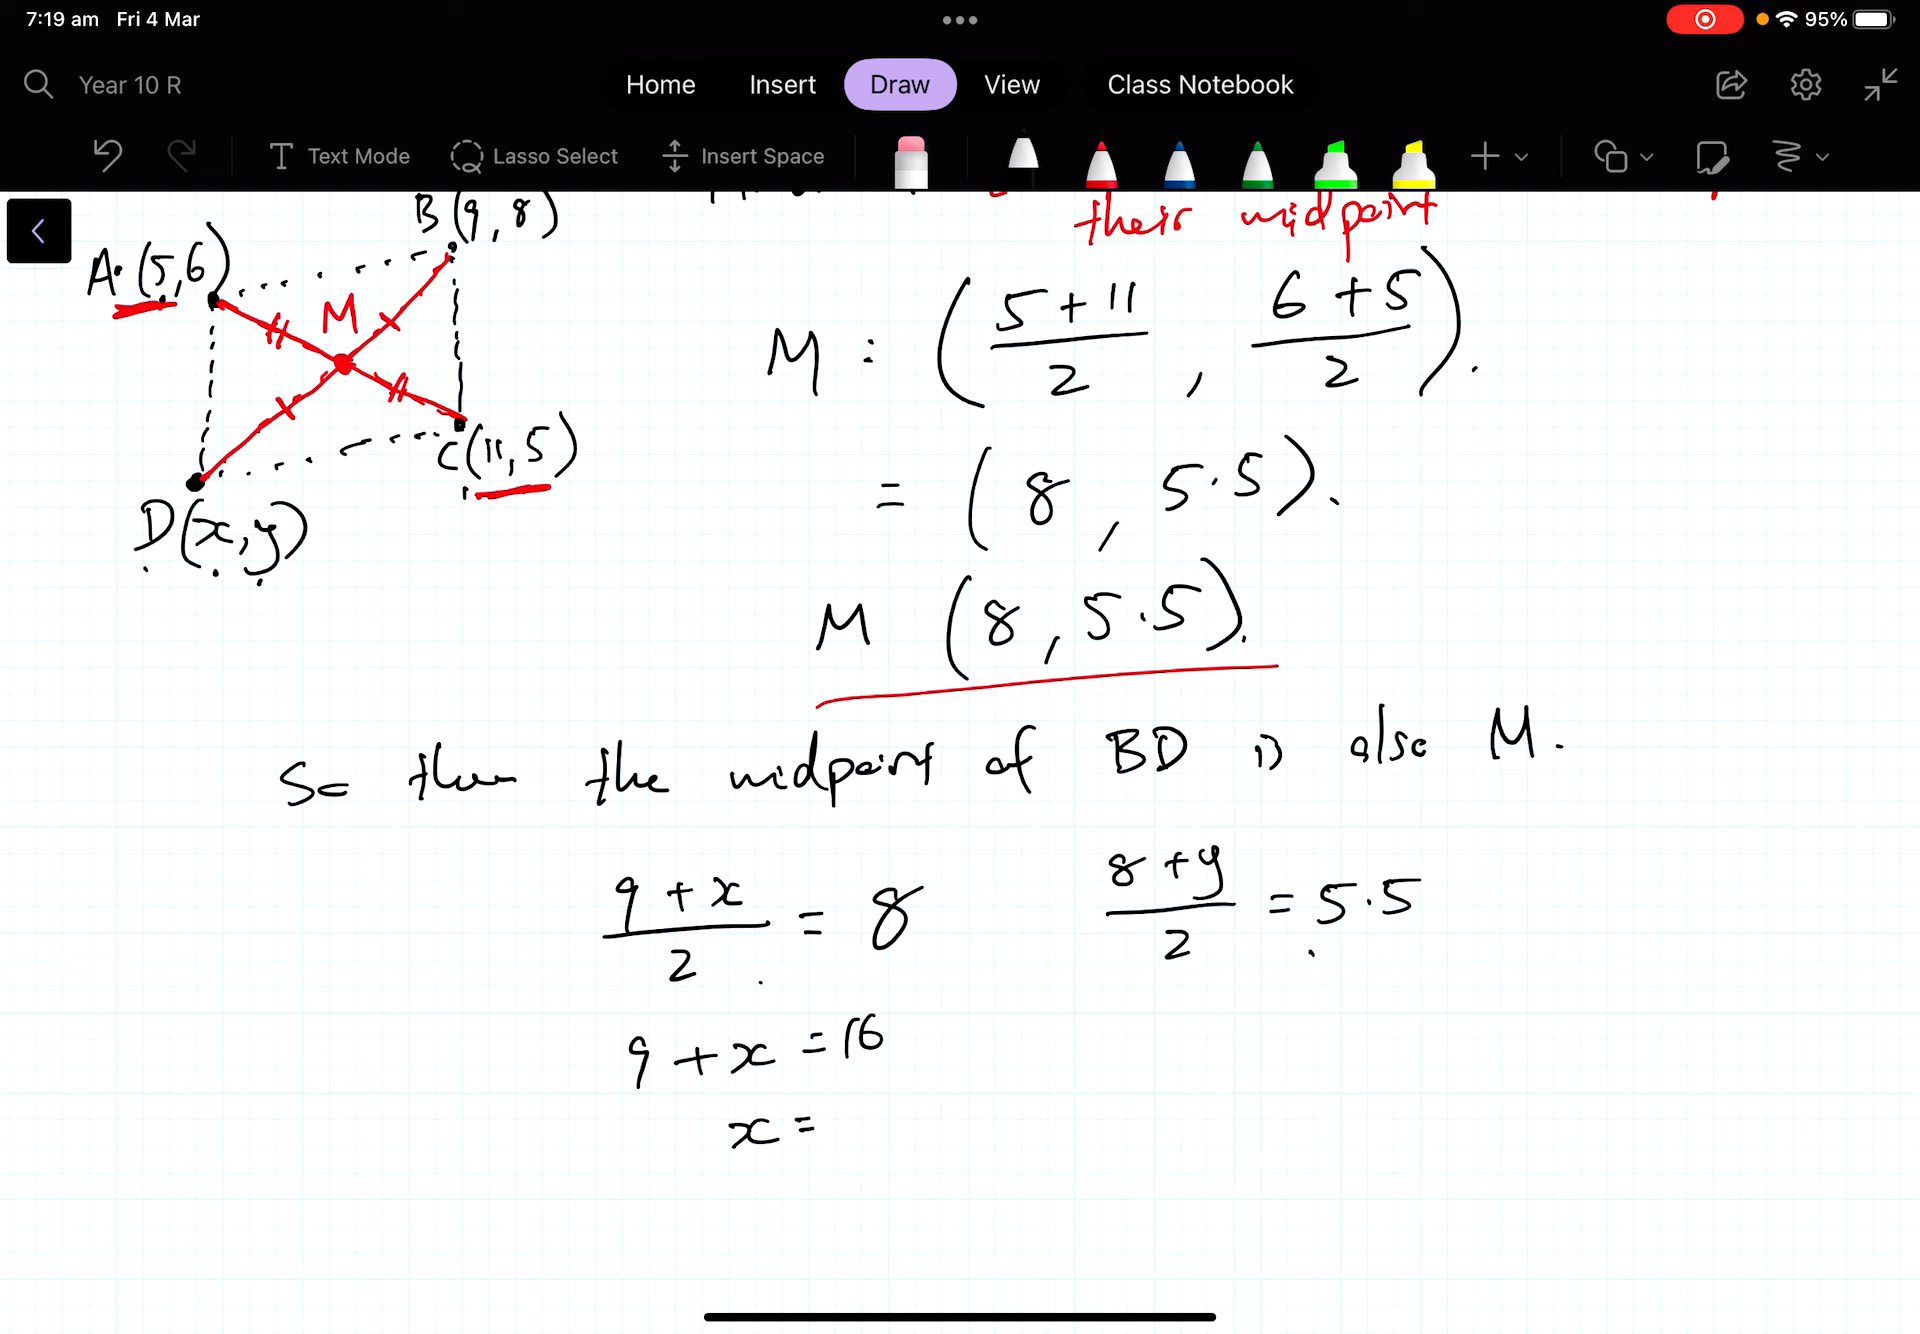 7:19 am Fri 4 Mar
95%
Year 10 R
Home Insert Draw View Class Notebook
Text Mode Lasso Select Insert Space
their midpoint
B (9, 8)
A (5,6)
M
C (11,5)
D(x,y)
M : ( 5+11 / 2 , 6+5 / 2 ).
= ( 8 , 5.5).
M (8, 5.5).
So then the midpoint of BD is also M.
9 + x / 2 = 8
8 + y / 2 = 5.5
9 + x = 16
x =